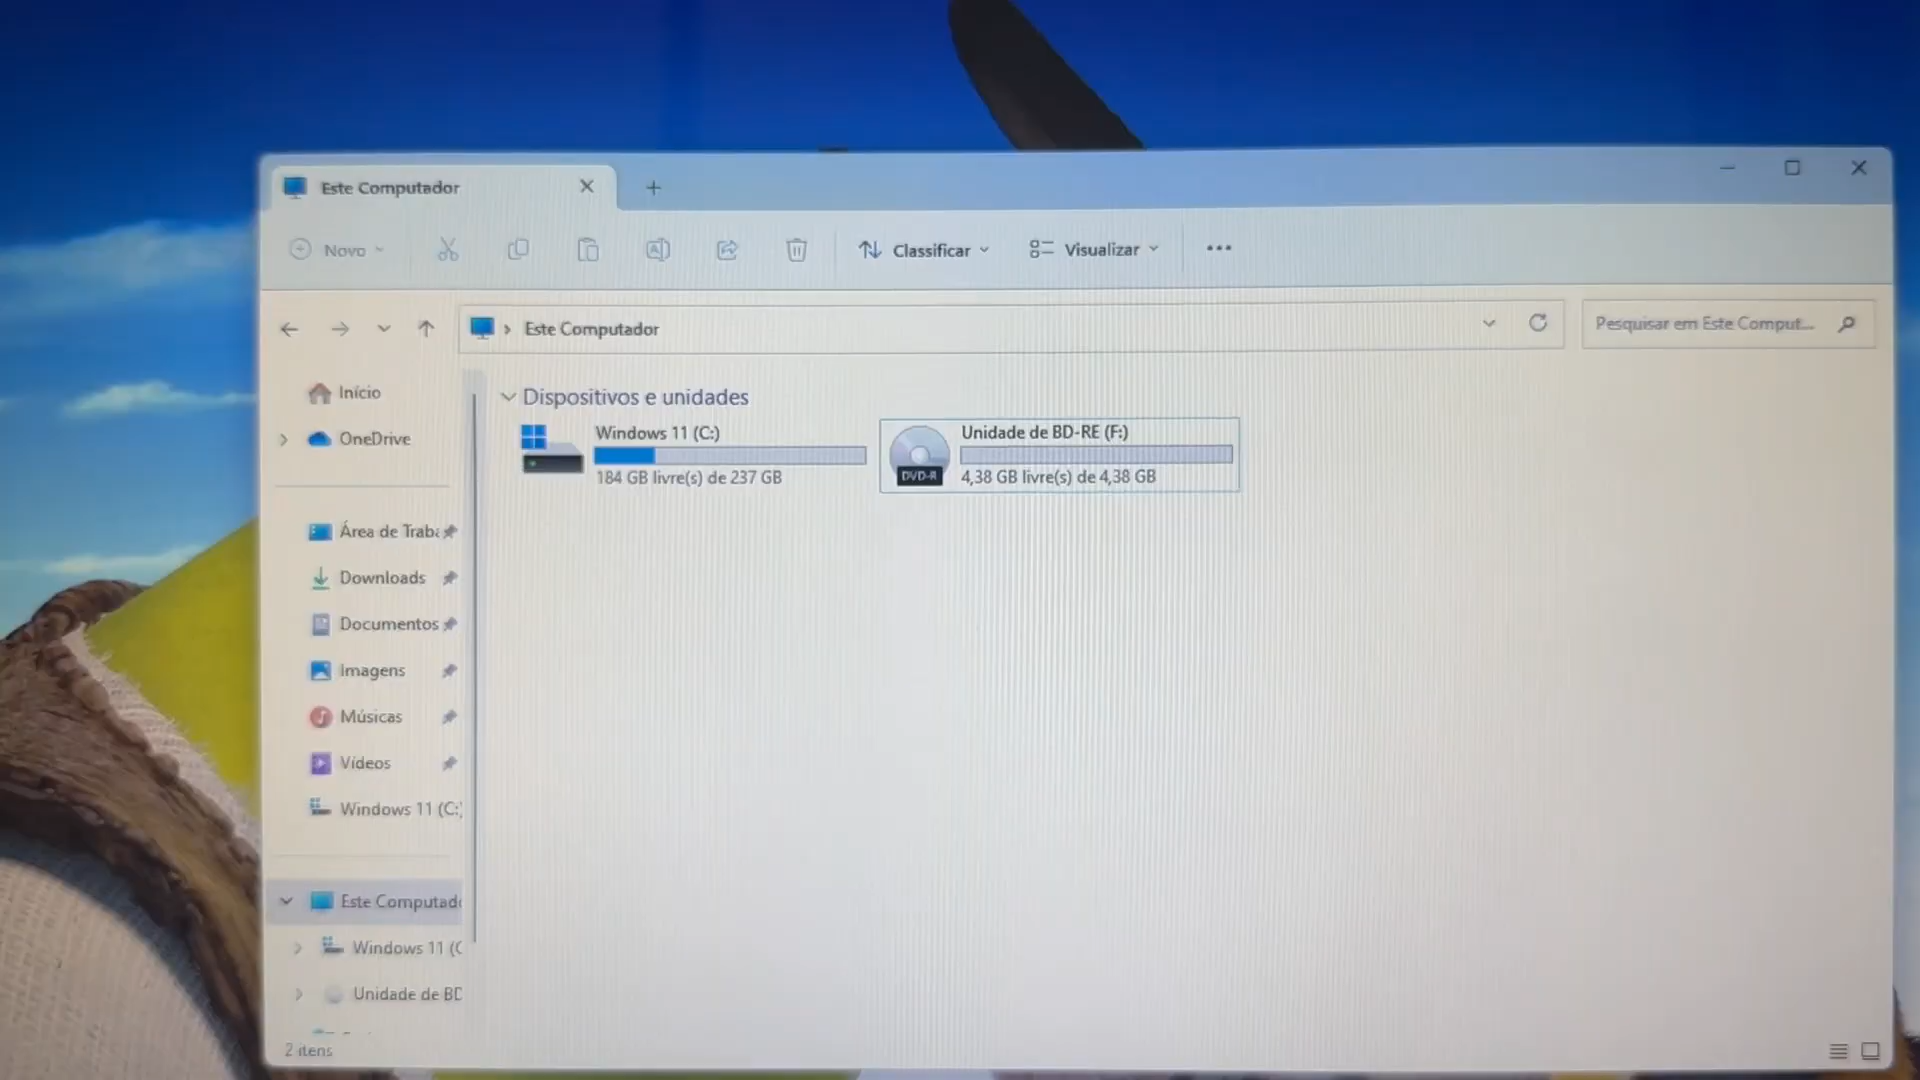 Este Computador
Novo
Classificar
Visualizar
Este Computador
Pesquisar em Este Comput...
Início
OneDrive
Área de Traba
Downloads
Documentos
Imagens
Músicas
Vídeos
Windows 11 (C:)
Este Computado
Windows 11 (C
Unidade de BD
Dispositivos e unidades
Windows 11 (C:)
184 GB livre(s) de 237 GB
Unidade de BD-RE (F:)
DVD-R
4,38 GB livre(s) de 4,38 GB
2 itens